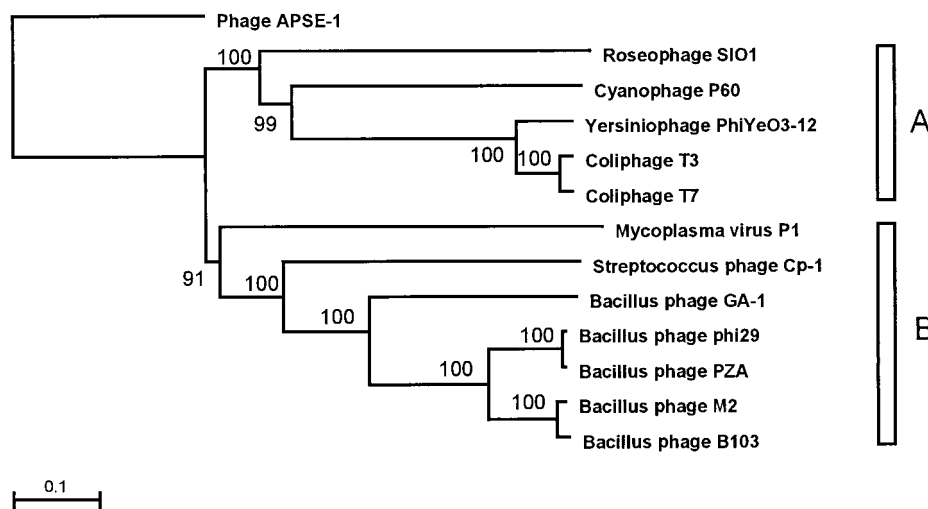 Phage APSE-1
100
Roseophage SIO1
Cyanophage P60
99
Yersiniophage PhiYeO3-12
A
100
100
Coliphage T3
Coliphage T7
Mycoplasma virus P1
91
100
Streptococcus phage Cp-1
Bacillus phage GA-1
100
B
100
Bacillus phage phi29
100
Bacillus phage PZA
100
Bacillus phage M2
Bacillus phage B103
0.1